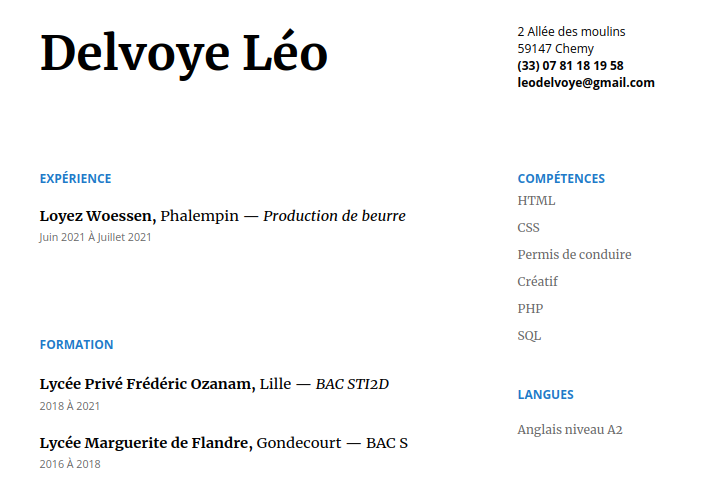 Delvoye Léo
2 Allée des moulins
59147 Chemy
(33) 07 81 18 19 58
leodelvoye@gmail.com
EXPÉRIENCE
Loyez Woessen, Phalempin — Production de beurre
Juin 2021 À Juillet 2021
FORMATION
Lycée Privé Frédéric Ozanam, Lille — BAC STI2D
2018 À 2021
Lycée Marguerite de Flandre, Gondecourt — BAC S
2016 À 2018
COMPÉTENCES
HTML
CSS
Permis de conduire
Créatif
PHP
SQL
LANGUES
Anglais niveau A2